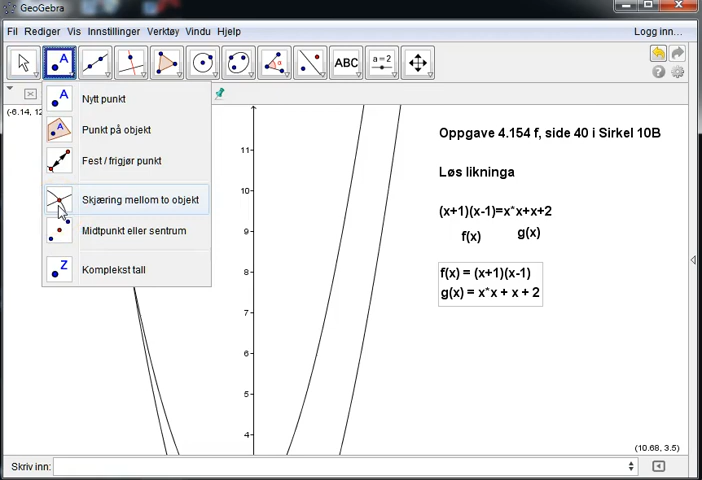 GeoGebra
Fil Rediger Vis Innstillinger Verktøy Vindu Hjelp Logg inn...
A A α ABC a = 2
A Nytt punkt
A Punkt på objekt
Fest / frigjør punkt
Skjæring mellom to objekt
Midtpunkt eller sentrum
Z Komplekst tall
11
10
9
8
7
6
5
4
Oppgave 4.154 f, side 40 i Sirkel 10B
Løs likninga
(x+1)(x-1)=x*x+x+2
f(x) g(x)
f(x) = (x+1)(x-1)
g(x) = x*x + x + 2
(10.68, 3.5)
Skriv inn: